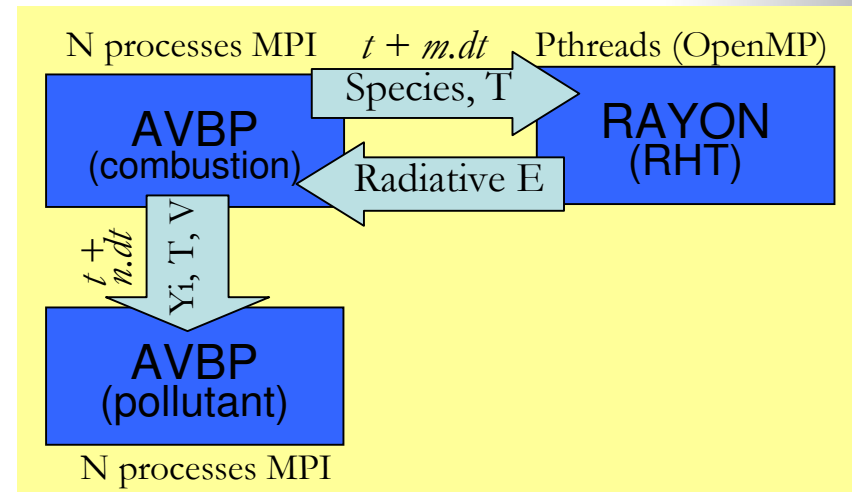 N processes MPI
t + m.dt
Pthreads (OpenMP)
AVBP
(combustion)
Species, T
Radiative E
RAYON
(RHT)
t +
n.dt
Yi, T, V
AVBP
(pollutant)
N processes MPI